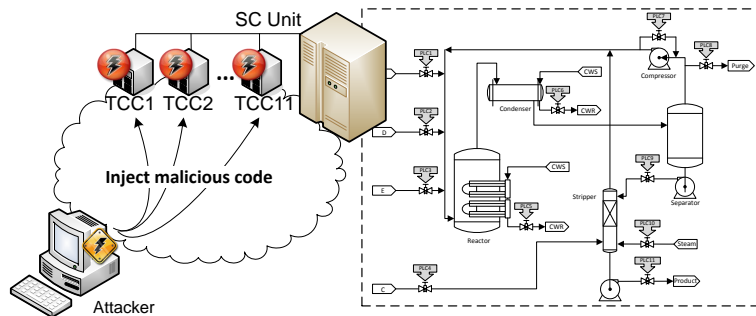 SC Unit
TCC1
TCC2
...
TCC11
Inject malicious code
Attacker
PLC1
PLC2
D
PLC3
E
PLC4
C
Reactor
CWS
PLC5
CWR
Condenser
CWS
PLC6
CWR
PLC7
Compressor
PLC8
Purge
PLC9
Separator
Stripper
PLC10
Steam
PLC11
Product